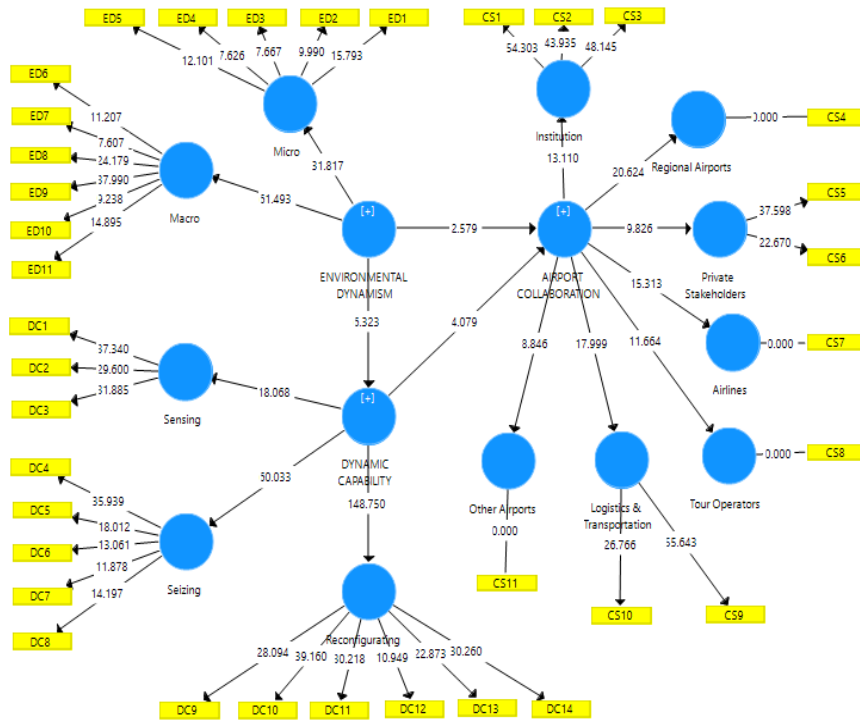 ED5
ED4
ED3
ED2
ED1
12.101
7.626
7.667
9.990
15.793
CS1
CS2
CS3
54.303
43.935
48.145
Micro
Institution
31.817
13.110
ED6
ED7
ED8
ED9
ED10
ED11
11.207
7.607
24.179
37.990
9.238
14.895
Macro
51.493
[+]
ENVIRONMENTAL
DYNAMISM
2.579
[+]
AIRPORT
COLLABORATION
20.624
Regional Airports
0.000
CS4
9.826
Private
Stakeholders
37.598
22.670
CS5
CS6
15.313
Airlines
0.000
CS7
11.664
Tour Operators
0.000
CS8
5.323
4.079
8.846
17.999
DC1
DC2
DC3
37.340
29.600
31.885
Sensing
18.068
[+]
DYNAMIC
CAPABILITY
DC4
DC5
DC6
DC7
DC8
35.939
18.012
13.061
11.878
14.197
Seizing
148.750
Other Airports
0.000
CS11
Logistics &
Transportation
26.766
55.643
CS10
CS9
Reconfigurating
28.094
39.160
30.218
10.949
22.873
30.260
DC9
DC10
DC11
DC12
DC13
DC14